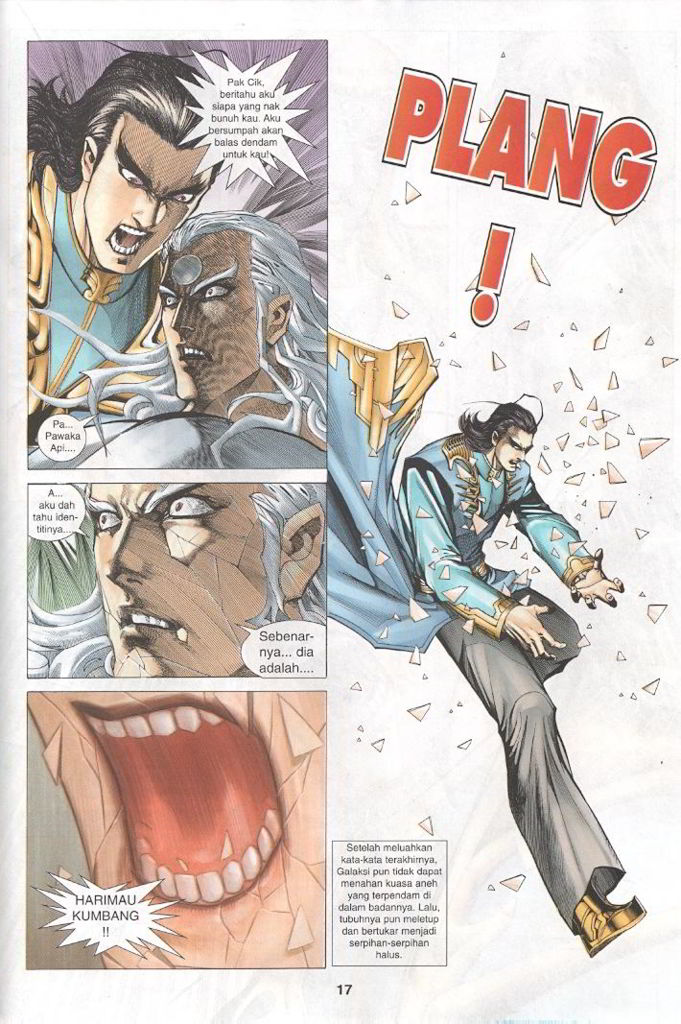 Pak Cik,
beritahu aku
siapa yang nak
bunuh kau. Aku
bersumpah akan
balas dendam
untuk kau!
Pa...
Pawaka
Api....
A...
aku dah
tahu iden-
titinya...
Sebenar-
nya... dia
adalah....
HARIMAU
KUMBANG
!!
PLANG
!
Setelah meluahkan
kata-kata terakhirnya,
Galaksi pun tidak dapat
menahan kuasa aneh
yang terpendam di
dalam badannya. Lalu,
tubuhnya pun meletup
dan bertukar menjadi
serpihan-serpihan
halus.
17